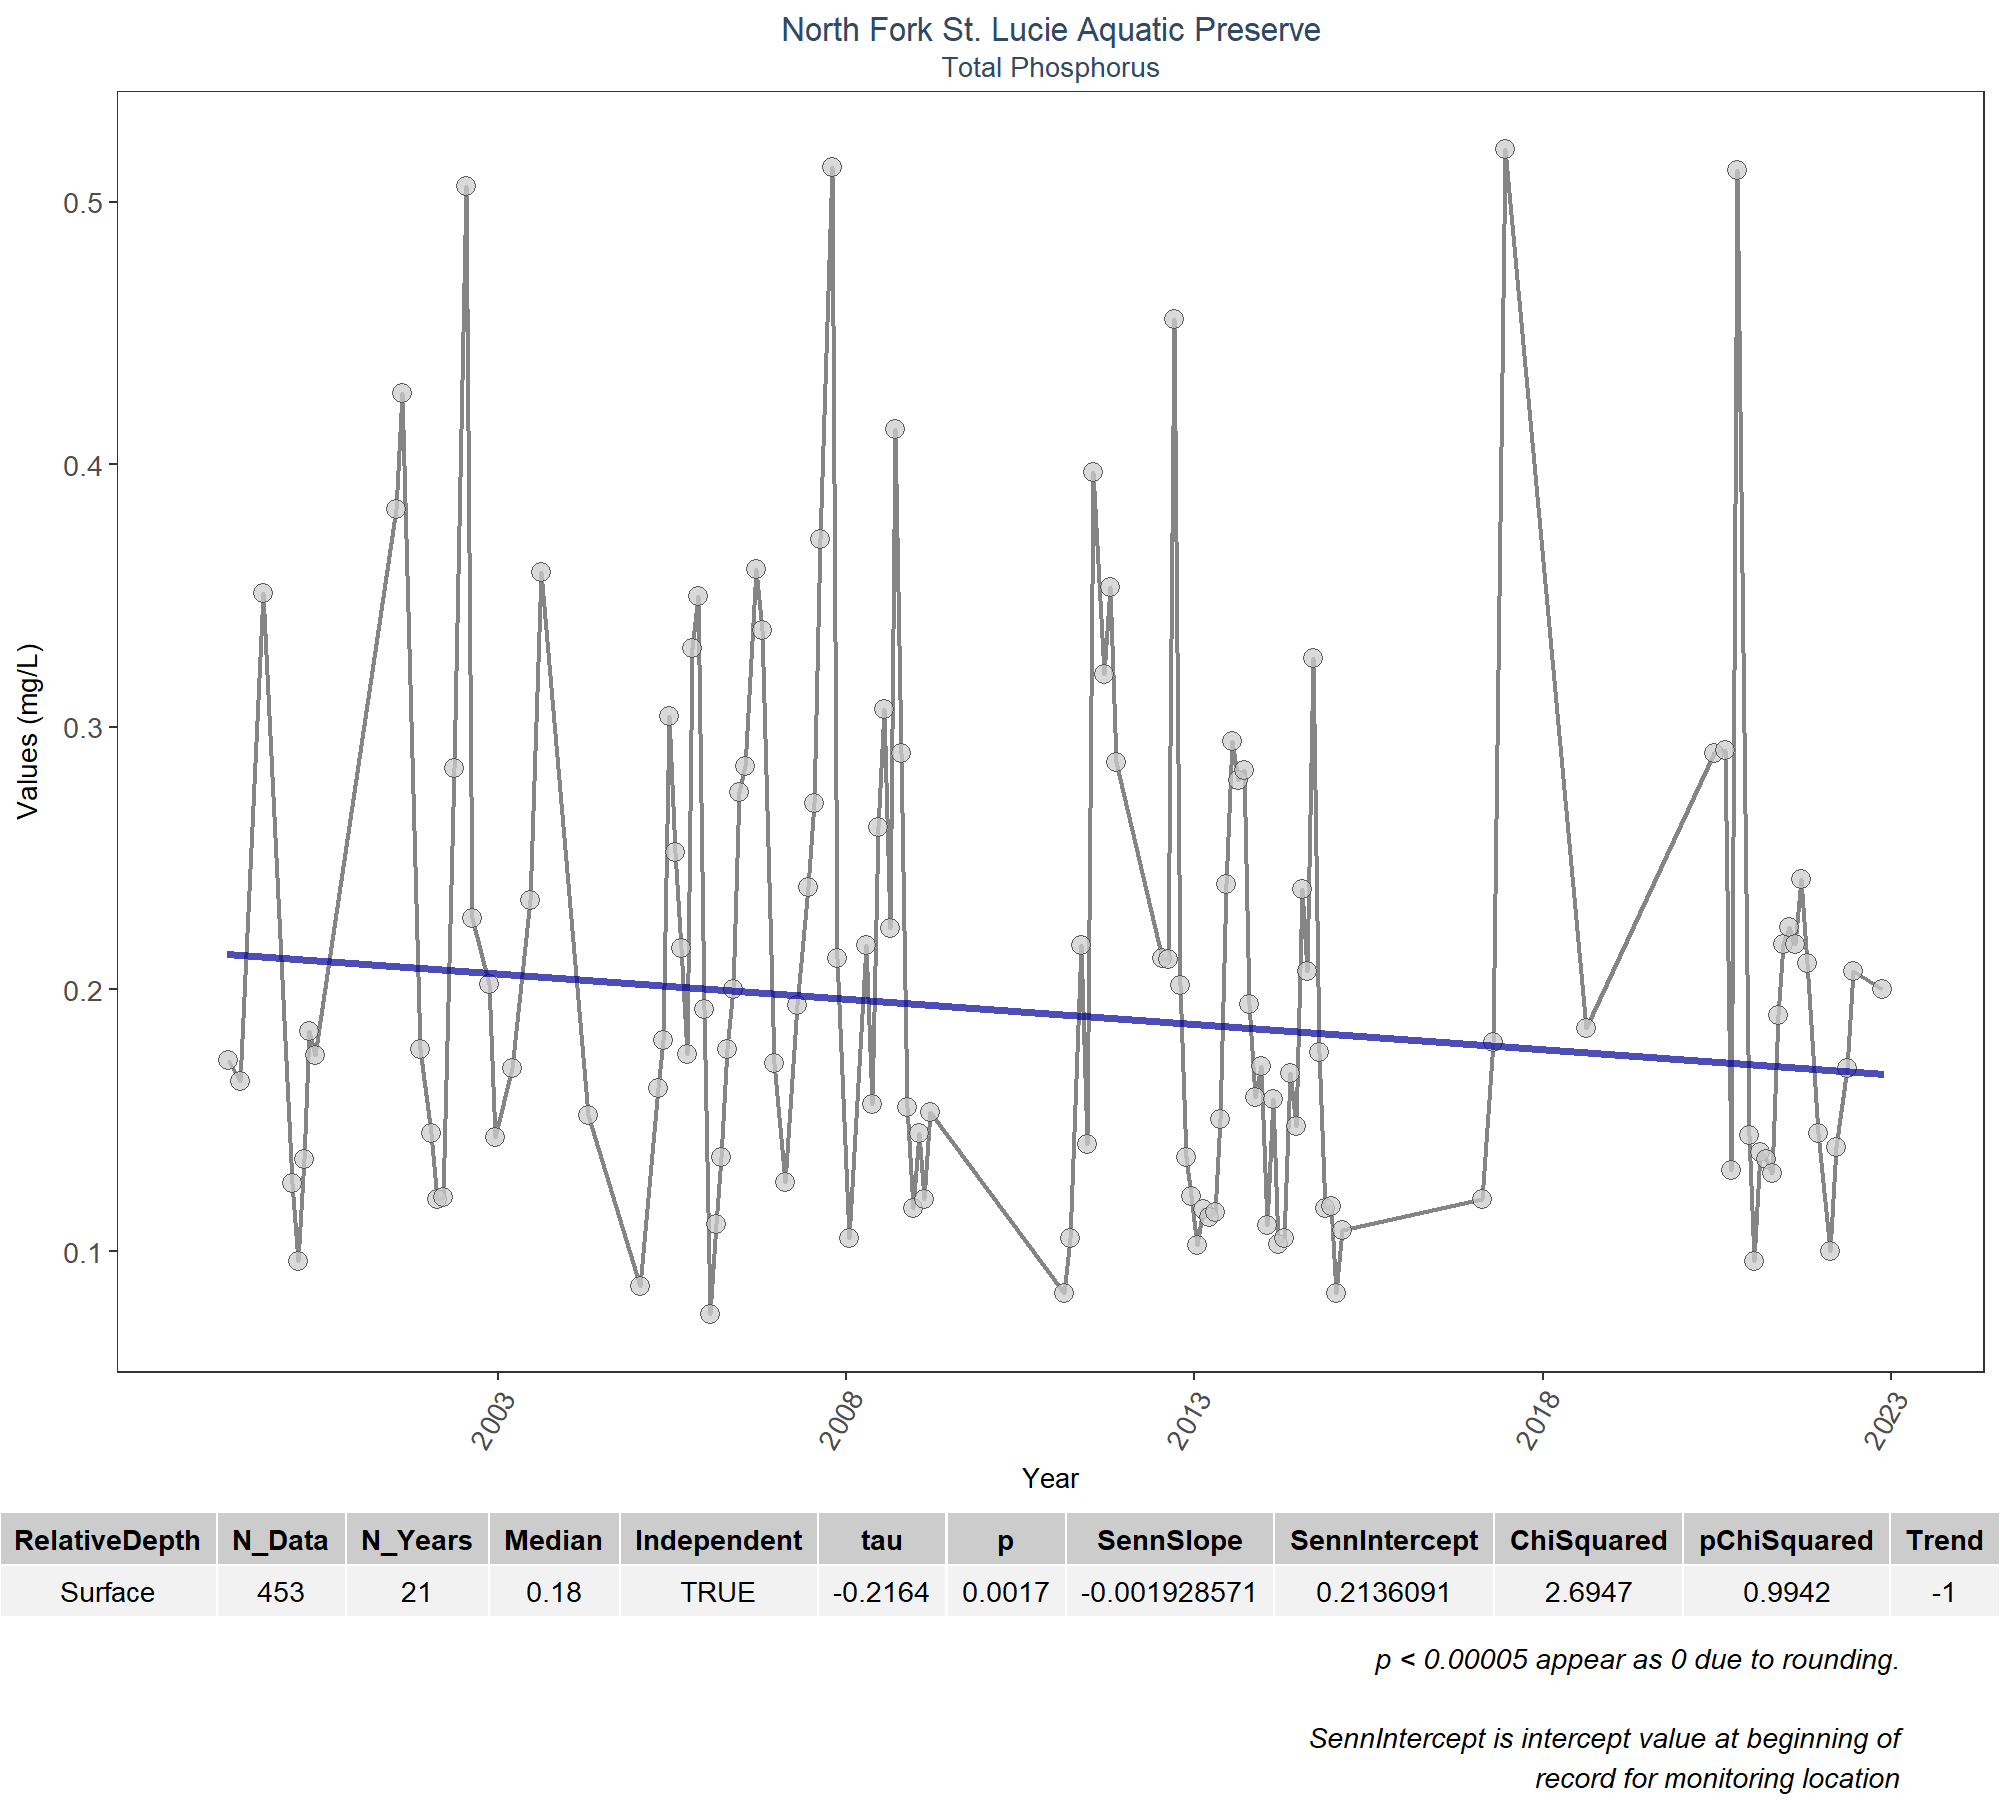 North Fork St. Lucie Aquatic Preserve
Total Phosphorus
Values (mg/L)
0.5
0.4
0.3
0.2
0.1
2003 2008 2013 2018 2023
Year
RelativeDepth N_Data N_Years Median Independent tau p SennSlope SennIntercept ChiSquared pChiSquared Trend
Surface 453 21 0.18 TRUE -0.2164 0.0017 -0.001928571 0.2136091 2.6947 0.9942 -1
p < 0.00005 appear as 0 due to rounding.
SennIntercept is intercept value at beginning of
record for monitoring location